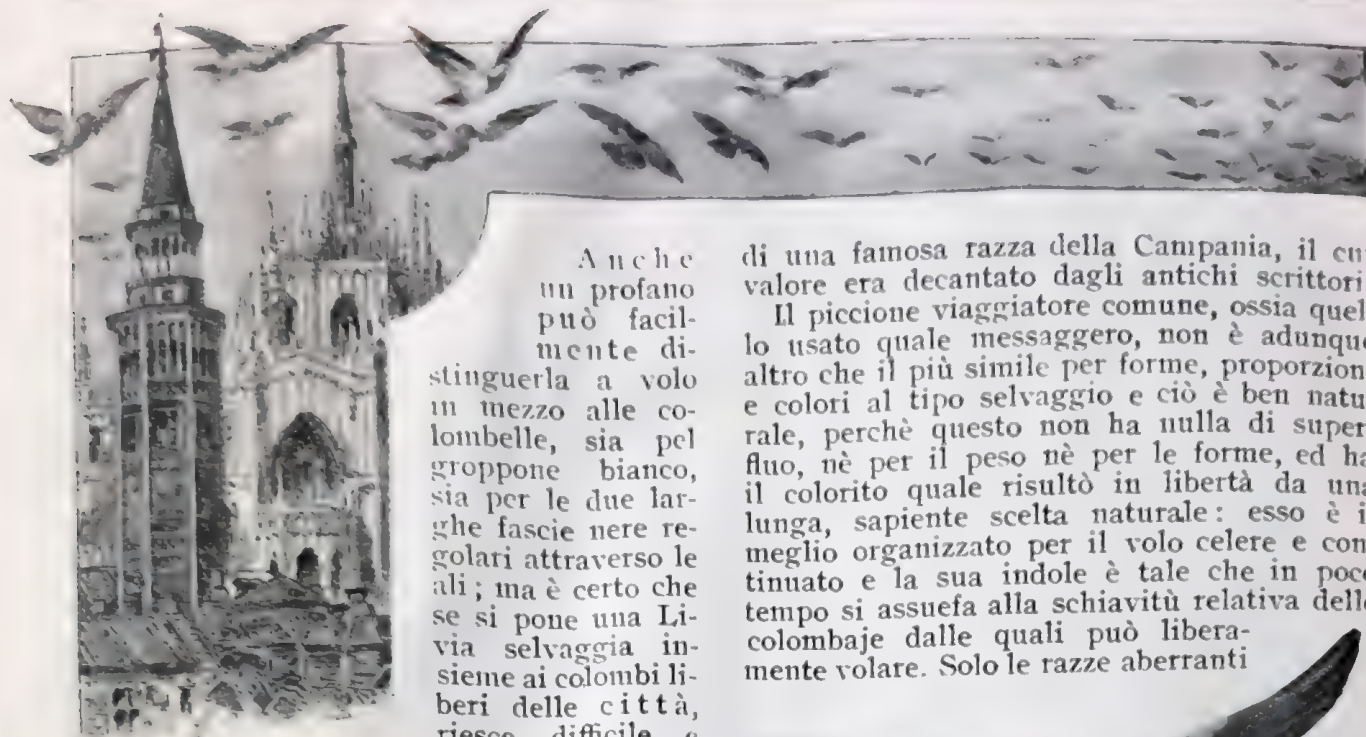 Anche
un profano
può facil-
mente di-
stinguerla a volo
in mezzo alle co-
lombelle, sia pel
groppone bianco,
sia per le due lar-
ghe fascie nere re-
golari attraverso le
ali; ma è certo che
se si pone una Li-
via selvaggia in-
sieme ai colombi li-
beri delle città,
riesce difficile e
di una famosa razza della Campania, il cu
valore era decantato dagli antichi scrittori
Il piccione viaggiatore comune, ossia quel
lo usato quale messaggero, non è adunque
altro che il più simile per forme, proporzion
e colori al tipo selvaggio e ciò è ben natu
rale, perchè questo non ha nulla di super
fluo, nè per il peso nè per le forme, ed ha
il colorito quale risultò in libertà da una
lunga, sapiente scelta naturale: esso è i
meglio organizzato per il volo celere e con
tinuato e la sua indole è tale che in poco
tempo si assuefa alla schiavitù relativa delle
colombaje dalle quali può libera-
mente volare. Solo le razze aberranti